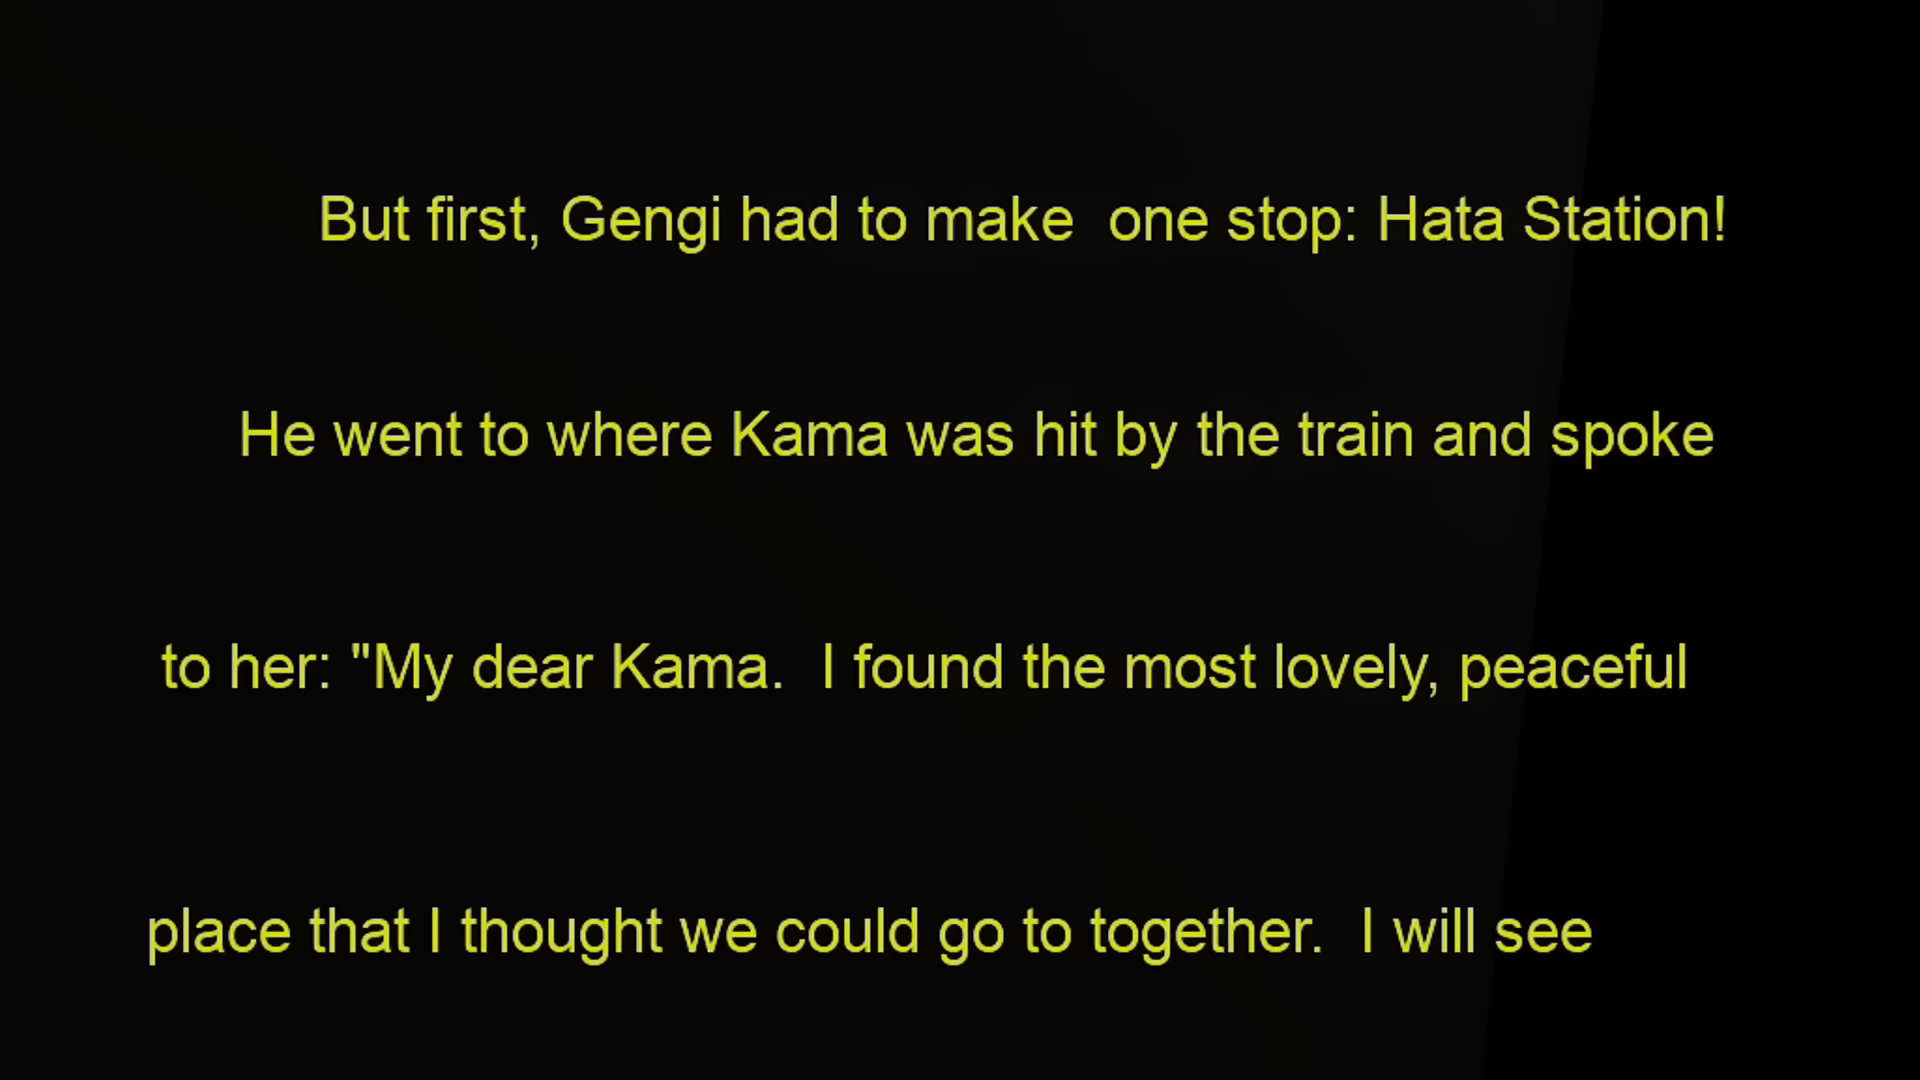 But first, Gengi had to make  one stop: Hata Station!
He went to where Kama was hit by the train and spoke
to her: "My dear Kama.  I found the most lovely, peaceful
place that I thought we could go to together.  I will see